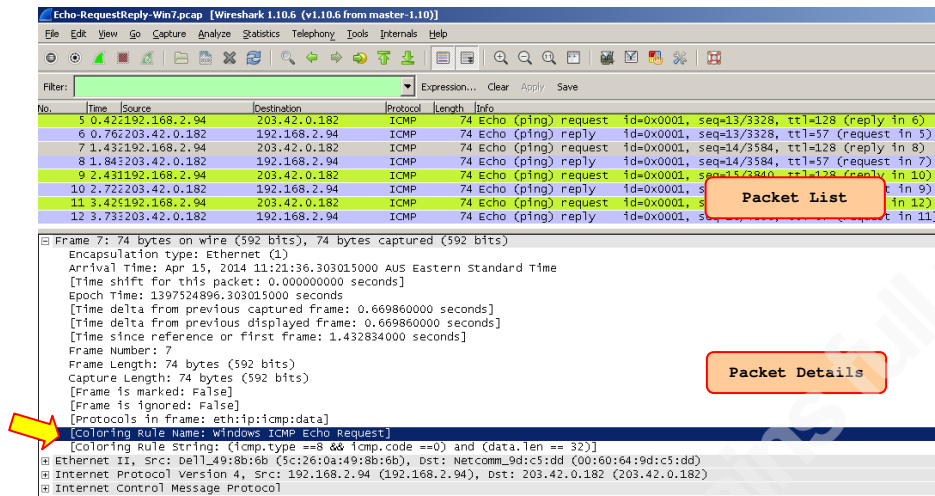 Echo-RequestReply-Win7.pcap [Wireshark 1.10.6 (v1.10.6 from master-1.10)]
File Edit View Go Capture Analyze Statistics Telephony Tools Internals Help
Filter: Expression... Clear Apply Save
No. Time Source Destination Protocol Length Info
5 0.422192.168.2.94 203.42.0.182 ICMP 74 Echo (ping) request id=0x0001, seq=13/3328, ttl=128 (reply in 6)
6 0.762203.42.0.182 192.168.2.94 ICMP 74 Echo (ping) reply id=0x0001, seq=13/3328, ttl=57 (request in 5)
7 1.432192.168.2.94 203.42.0.182 ICMP 74 Echo (ping) request id=0x0001, seq=14/3584, ttl=128 (reply in 8)
8 1.843203.42.0.182 192.168.2.94 ICMP 74 Echo (ping) reply id=0x0001, seq=14/3584, ttl=57 (request in 7)
9 2.431192.168.2.94 203.42.0.182 ICMP 74 Echo (ping) request id=0x0001, seq=15/3840, ttl=128 (reply in 10)
10 2.722203.42.0.182 192.168.2.94 ICMP 74 Echo (ping) reply id=0x0001, in 9)
11 3.429192.168.2.94 203.42.0.182 ICMP 74 Echo (ping) request id=0x0001, in 12)
12 3.733203.42.0.182 192.168.2.94 ICMP 74 Echo (ping) reply id=0x0001, in 11)
Packet List
Frame 7: 74 bytes on wire (592 bits), 74 bytes captured (592 bits)
Encapsulation type: Ethernet (1)
Arrival Time: Apr 15, 2014 11:21:36.303015000 AUS Eastern Standard Time
[Time shift for this packet: 0.000000000 seconds]
Epoch Time: 1397524896.303015000 seconds
[Time delta from previous captured frame: 0.669860000 seconds]
[Time delta from previous displayed frame: 0.669860000 seconds]
[Time since reference or first frame: 1.432834000 seconds]
Frame Number: 7
Frame Length: 74 bytes (592 bits)
Capture Length: 74 bytes (592 bits)
[Frame is marked: False]
[Frame is ignored: False]
[Protocols in frame: eth:ip:icmp:data]
[Coloring Rule Name: Windows ICMP Echo Request]
[Coloring Rule String: (icmp.type ==8 && icmp.code ==0) and (data.len == 32)]
Packet Details
Ethernet II, Src: Dell_49:8b:6b (5c:26:0a:49:8b:6b), Dst: Netcomm_9d:c5:dd (00:60:64:9d:c5:dd)
Internet Protocol Version 4, Src: 192.168.2.94 (192.168.2.94), Dst: 203.42.0.182 (203.42.0.182)
Internet Control Message Protocol